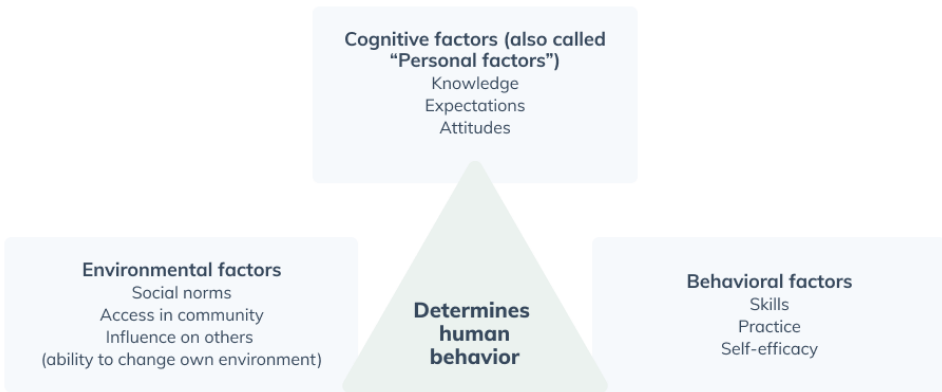 Cognitive factors (also called
“Personal factors”)
Knowledge
Expectations
Attitudes
Environmental factors
Social norms
Access in community
Influence on others
(ability to change own environment)
Determines
human
behavior
Behavioral factors
Skills
Practice
Self-efficacy